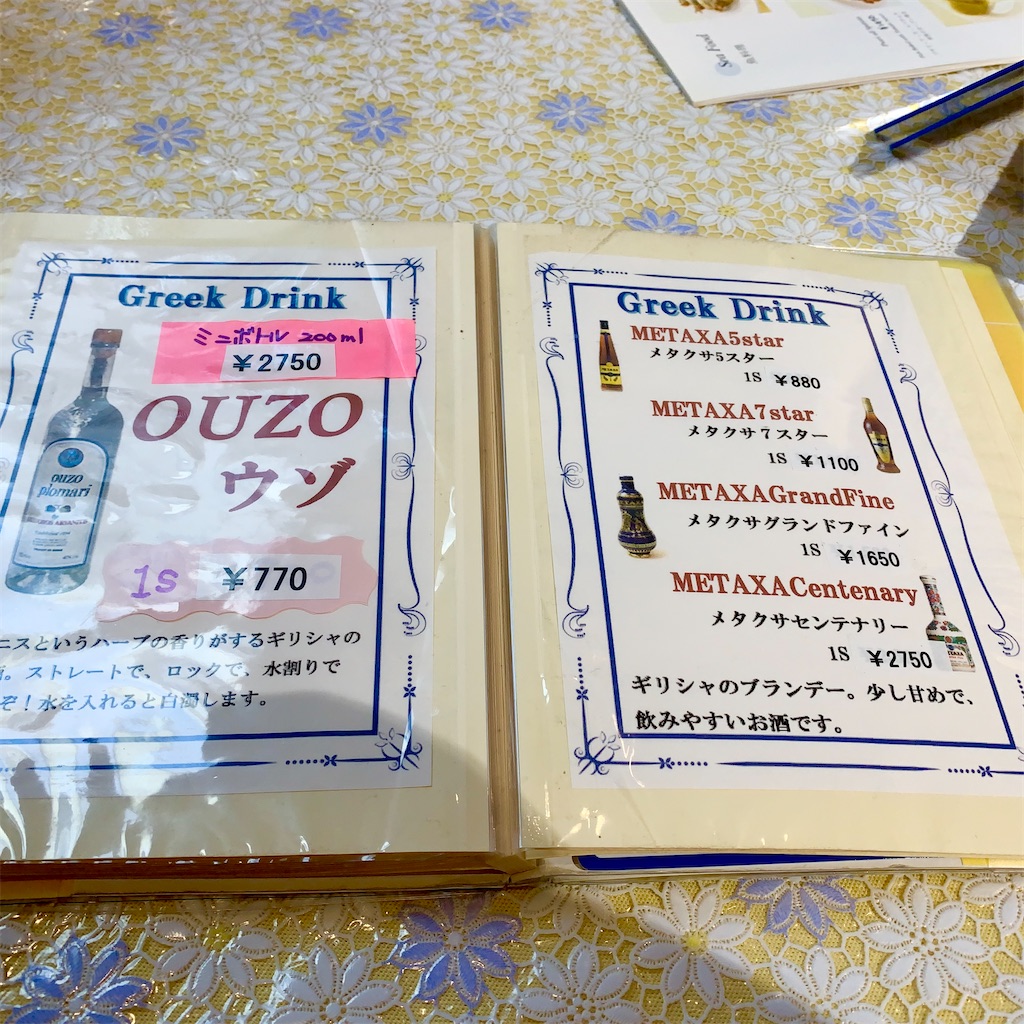 Sea Food
魚料理
Greek Drink
ミニボトル 200ml
¥2750
OUZO
ウゾ
ouzo
plomari
1S ¥770
ニスというハーブの香りがするギリシャの
。ストレートで、ロックで、水割りで
ぞ！水を入れると白濁します。
Greek Drink
METAXA5star
メタクサ5スター
1S ¥880
METAXA7star
メタクサ７スター
1S ¥1100
METAXAGrandFine
メタクサグランドファイン
1S ¥1650
METAXACentenary
メタクサセンテナリー
1S ¥2750
ギリシャのブランデー。少し甘めで、
飲みやすいお酒です。